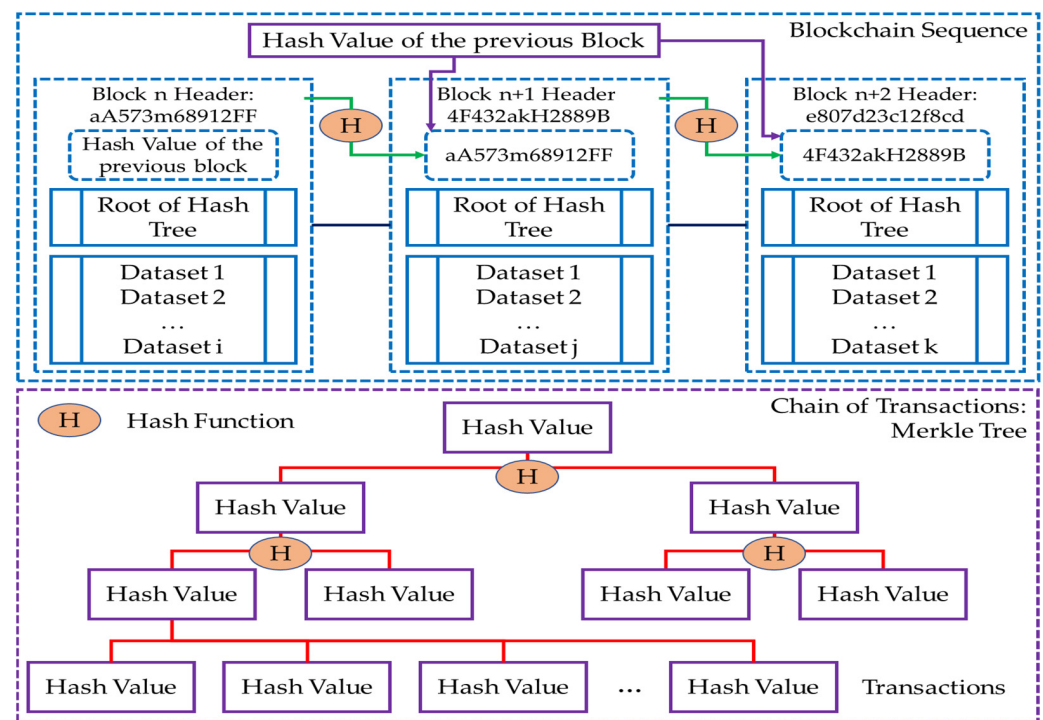 Hash Value of the previous Block
Blockchain Sequence
Block n Header:
aA573m68912FF
Hash Value of the
previous block
Root of Hash
Tree
Dataset 1
Dataset 2
…
Dataset i
H
Block n+1 Header
4F432akH2889B
aA573m68912FF
Root of Hash
Tree
Dataset 1
Dataset 2
…
Dataset j
H
Block n+2 Header:
e807d23c12f8cd
4F432akH2889B
Root of Hash
Tree
Dataset 1
Dataset 2
…
Dataset k
H Hash Function
Chain of Transactions:
Merkle Tree
Hash Value
H
Hash Value
Hash Value
H
H
Hash Value
Hash Value
Hash Value
Hash Value
Hash Value
Hash Value
Hash Value
...
Hash Value
Transactions